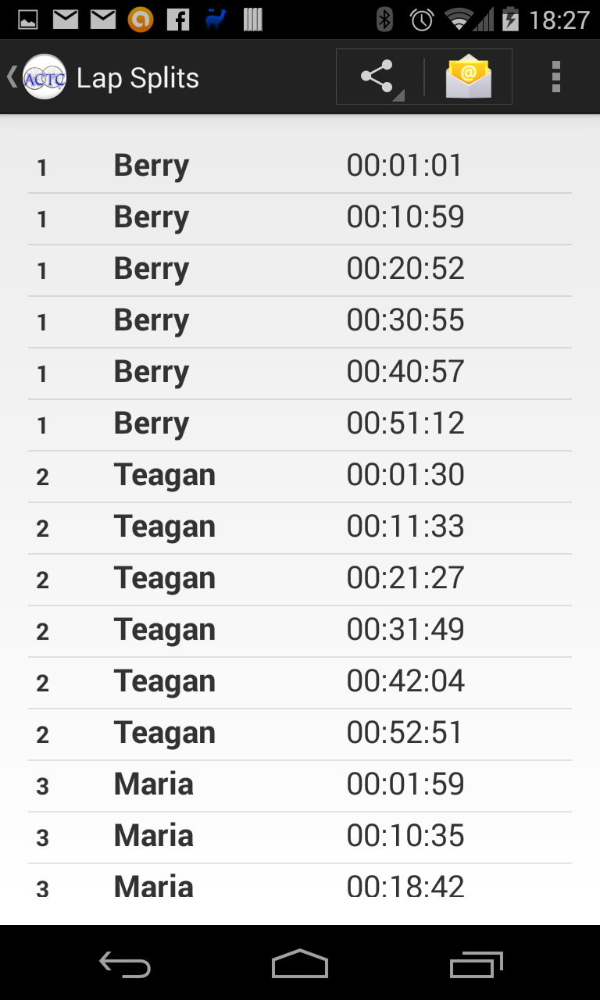 18:27
ACTC Lap Splits
@
1 Berry 00:01:01
1 Berry 00:10:59
1 Berry 00:20:52
1 Berry 00:30:55
1 Berry 00:40:57
1 Berry 00:51:12
2 Teagan 00:01:30
2 Teagan 00:11:33
2 Teagan 00:21:27
2 Teagan 00:31:49
2 Teagan 00:42:04
2 Teagan 00:52:51
3 Maria 00:01:59
3 Maria 00:10:35
3 Maria 00:18:42